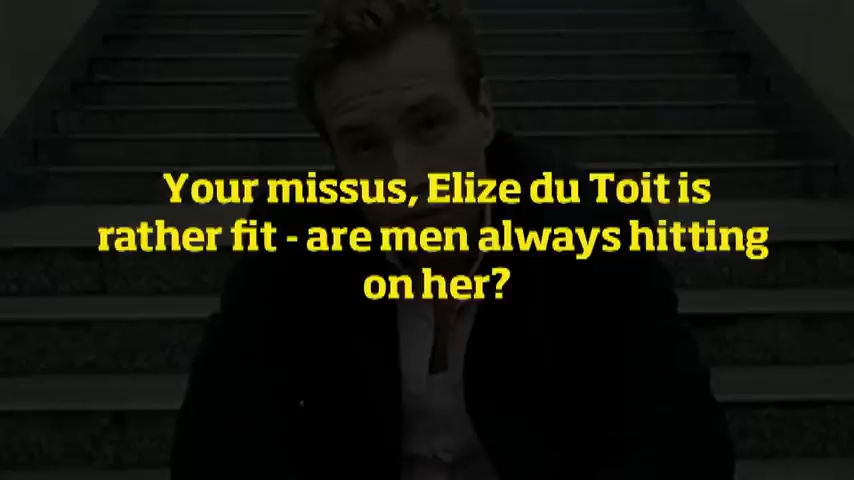 Your missus, Elize du Toit is
rather fit - are men always hitting
on her?